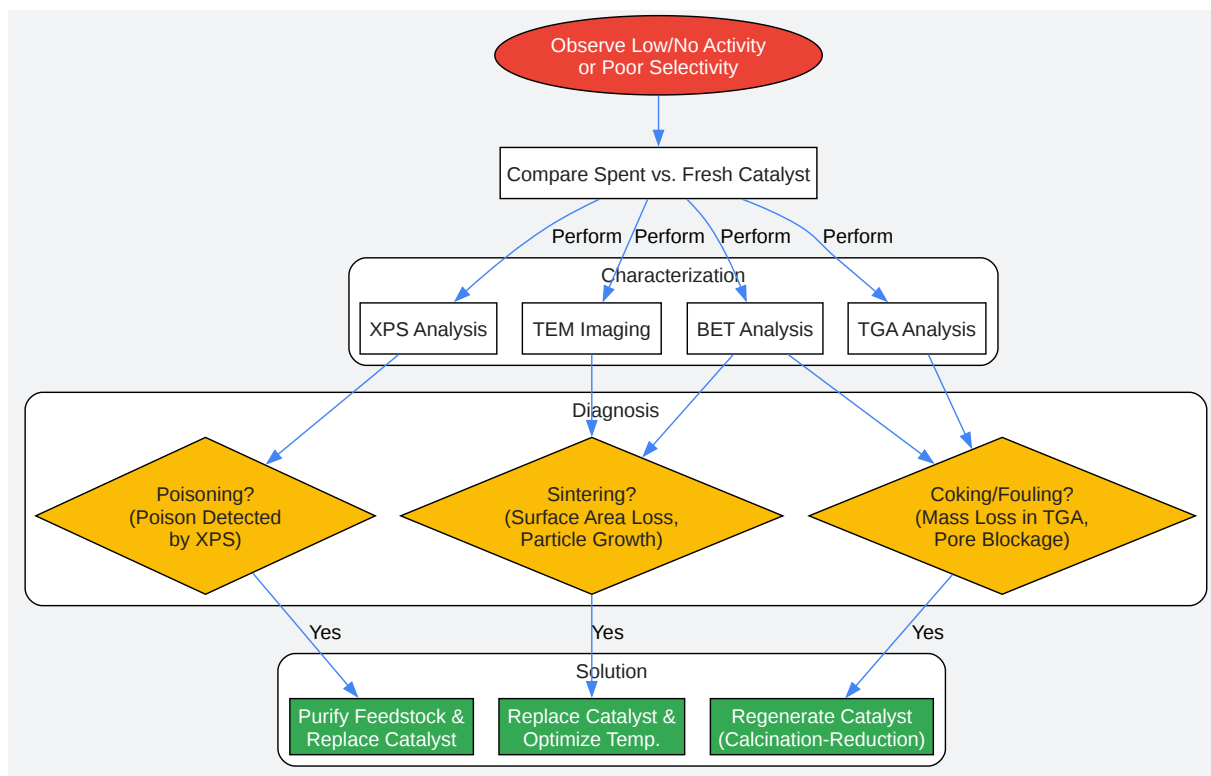 Observe Low/No Activity
or Poor Selectivity
Compare Spent vs. Fresh Catalyst
Perform
Perform
Perform
Perform
Characterization
XPS Analysis
TEM Imaging
BET Analysis
TGA Analysis
Diagnosis
Poisoning?
(Poison Detected
by XPS)
Sintering?
(Surface Area Loss,
Particle Growth)
Coking/Fouling?
(Mass Loss in TGA,
Pore Blockage)
Yes
Yes
Yes
Solution
Purify Feedstock &
Replace Catalyst
Replace Catalyst &
Optimize Temp.
Regenerate Catalyst
(Calcination-Reduction)